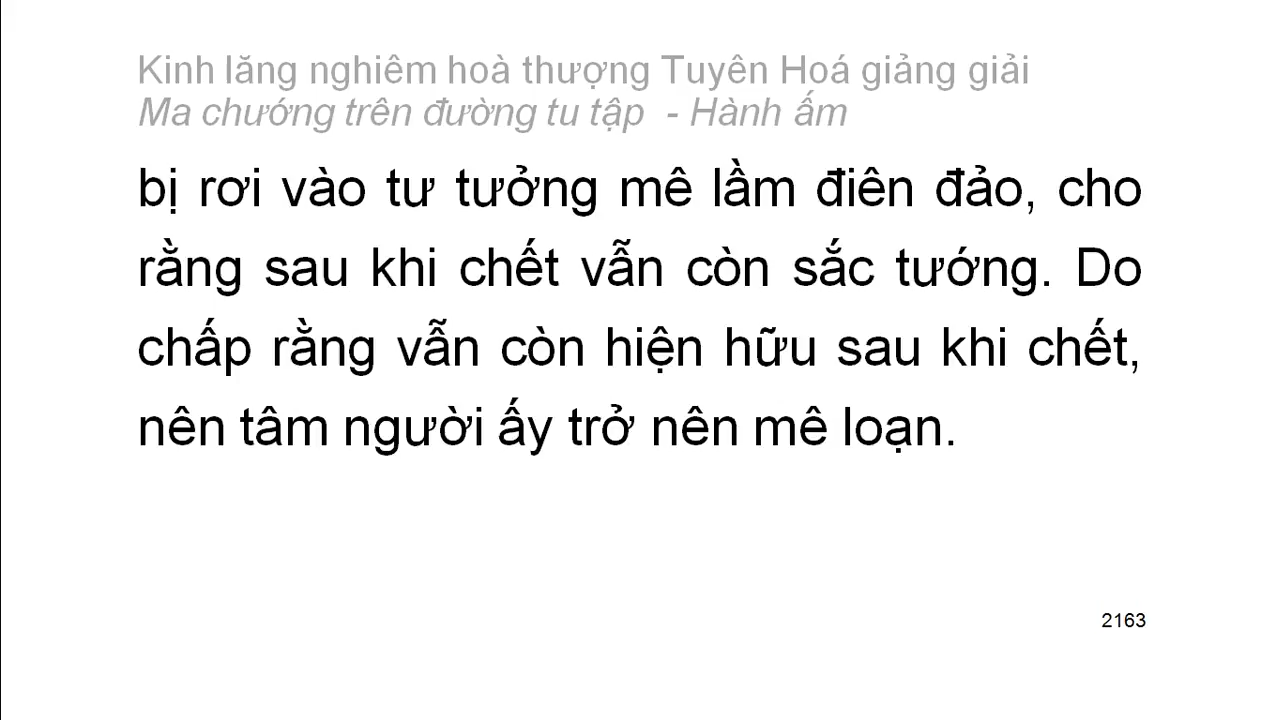 Kinh lăng nghiêm hoà thượng Tuyên Hoá giảng giải
Ma chướng trên đường tu tập - Hành ấm
bị rơi vào tư tưởng mê lầm điên đảo, cho
rằng sau khi chết vẫn còn sắc tướng. Do
chấp rằng vẫn còn hiện hữu sau khi chết,
nên tâm người ấy trở nên mê loạn.
2163